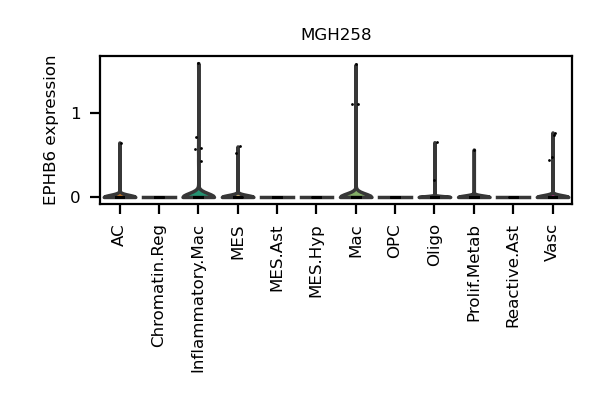 MGH258
EPHB6 expression
1
0
AC
Chromatin.Reg
Inflammatory.Mac
MES
MES.Ast
MES.Hyp
Mac
OPC
Oligo
Prolif.Metab
Reactive.Ast
Vasc